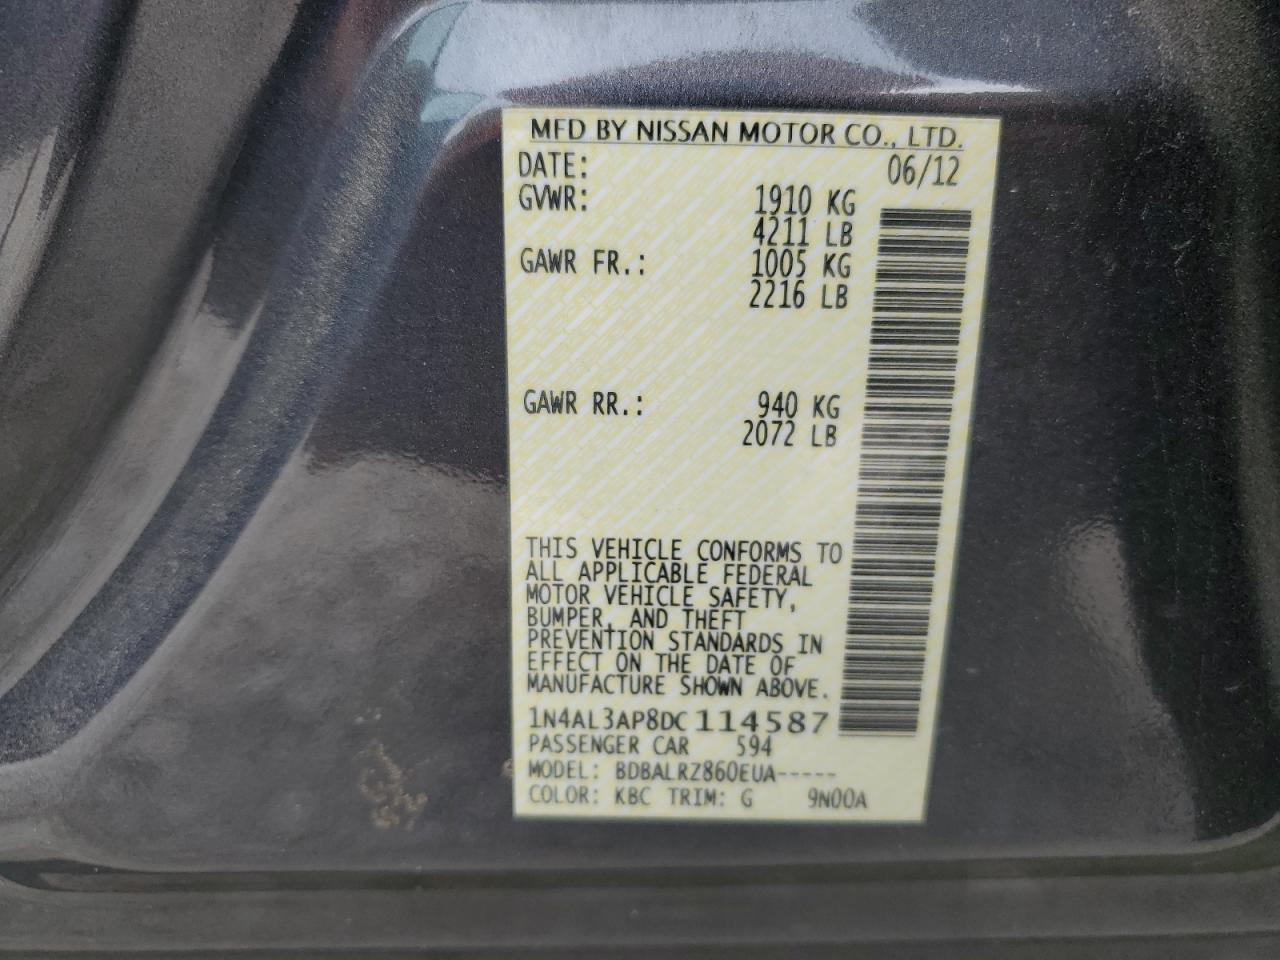 MFD BY NISSAN MOTOR CO., LTD.
DATE: 06/12
GVWR: 1910 KG
4211 LB
GAWR FR.: 1005 KG
2216 LB
GAWR RR.: 940 KG
2072 LB
THIS VEHICLE CONFORMS TO
ALL APPLICABLE FEDERAL
MOTOR VEHICLE SAFETY,
BUMPER, AND THEFT
PREVENTION STANDARDS IN
EFFECT ON THE DATE OF
MANUFACTURE SHOWN ABOVE.
1N4AL3AP8DC114587
PASSENGER CAR 594
MODEL: BDBALRZ860EUA-----
COLOR: KBC TRIM: G 9N00A